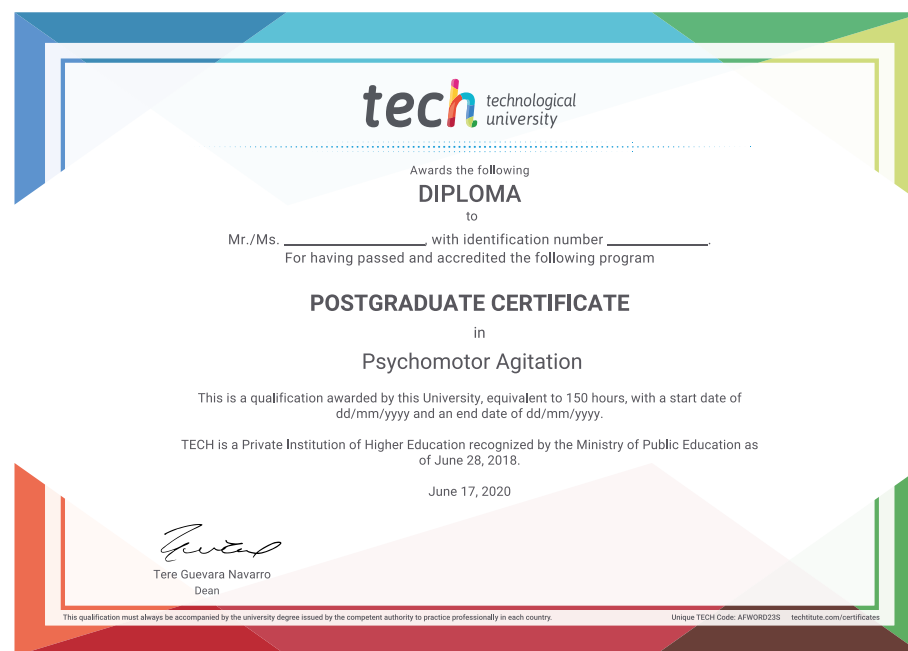 tech technological
university
Awards the following
DIPLOMA
to
Mr./Ms. ____________________, with identification number ______________.
For having passed and accredited the following program
POSTGRADUATE CERTIFICATE
in
Psychomotor Agitation
This is a qualification awarded by this University, equivalent to 150 hours, with a start date of
dd/mm/yyyy and an end date of dd/mm/yyyy.
TECH is a Private Institution of Higher Education recognized by the Ministry of Public Education as
of June 28, 2018.
June 17, 2020
Tere Guevara Navarro
Dean
This qualification must always be accompanied by the university degree issued by the competent authority to practice professionally in each country. Unique TECH Code: AFWORD23S techtitute.com/certificates